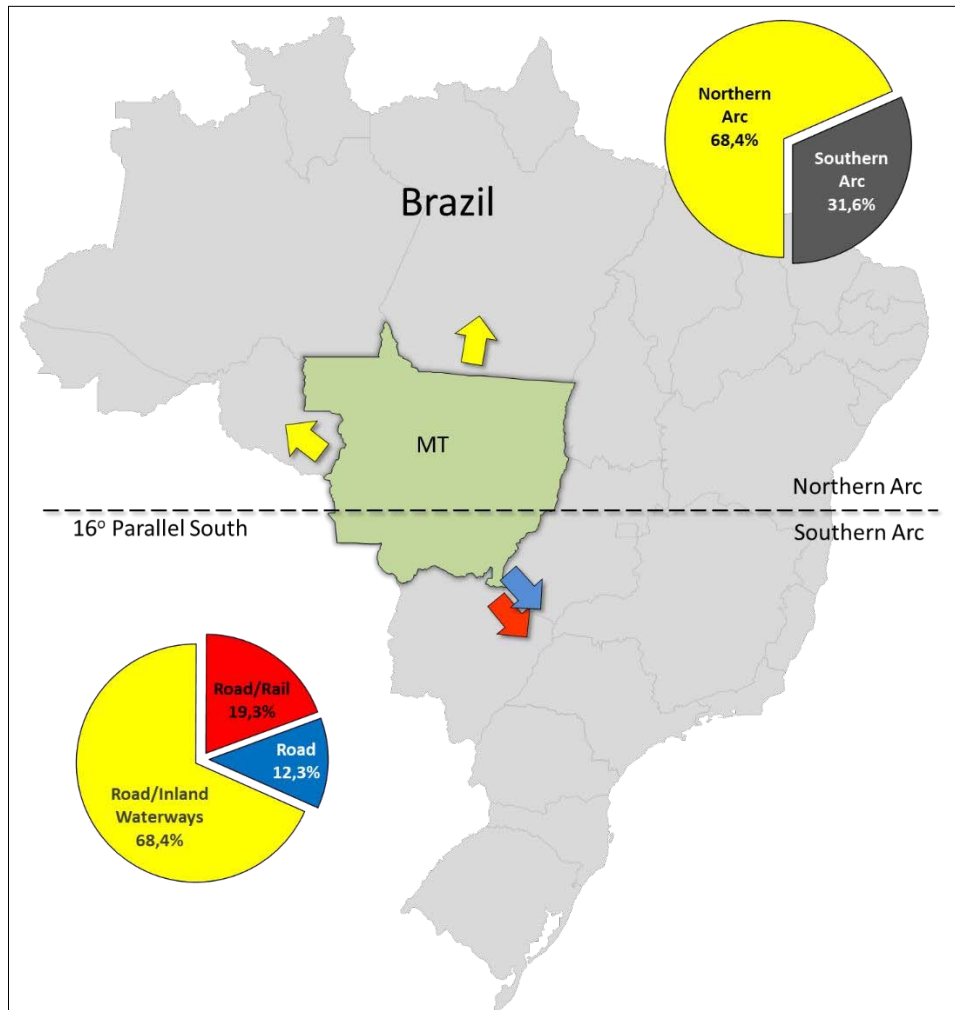 Northern
Arc
68,4%
Southern
Arc
31,6%
Brazil
MT
Northern Arc
16º Parallel South
Southern Arc
Road/Rail
19,3%
Road
12,3%
Road/Inland
Waterways
68,4%